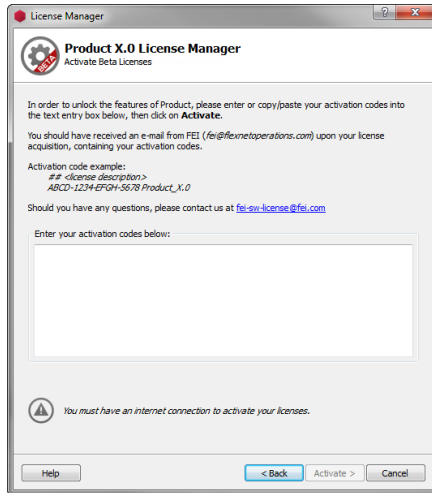 License Manager
BETA
Product X.0 License Manager
Activate Beta Licenses
In order to unlock the features of Product, please enter or copy/paste your activation codes into
the text entry box below, then click on Activate.
You should have received an e-mail from FEI (fei@flexnetoperations.com) upon your license
acquisition, containing your activation codes.
Activation code example:
## <license description>
ABCD-1234-EFGH-5678 Product_X.0
Should you have any questions, please contact us at fei-sw-license@fei.com
Enter your activation codes below:
You must have an internet connection to activate your licenses.
Help
< Back
Activate >
Cancel